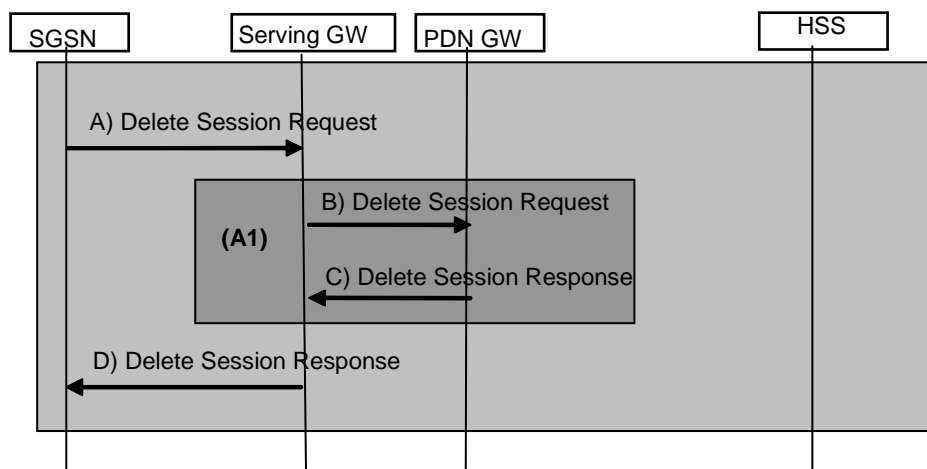 SGSN
Serving GW
PDN GW
HSS
A) Delete Session Request
B) Delete Session Request
(A1)
C) Delete Session Response
D) Delete Session Response